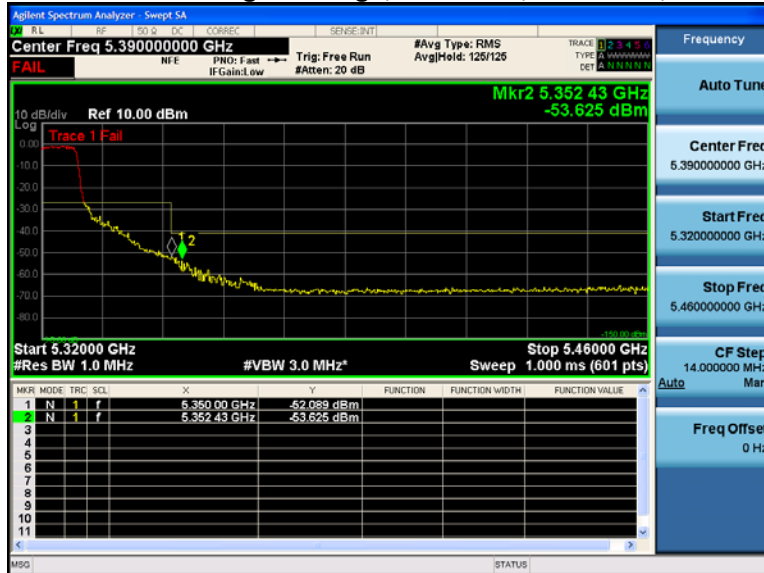 Agilent Spectrum Analyzer - Swept SA
RL RF 50 Ω DC CORREC SENSE:INT
Center Freq 5.390000000 GHz
NFE PNO: Fast IFGain:Low
Trig: Free Run
#Atten: 20 dB
#Avg Type: RMS
Avg|Hold: 125/125
TRACE 1 2 3 4 5 6
TYPE A WWWWW
DET A N N N N N
FAIL
Mkr2 5.352 43 GHz
-53.625 dBm
10 dB/div Ref 10.00 dBm
Log
Trace 1 Fail
0.00
-10.0
-20.0
-30.0
-40.0
-50.0
-60.0
-70.0
-80.0
2
-150.00 dBm
Start 5.32000 GHz Stop 5.46000 GHz
#Res BW 1.0 MHz #VBW 3.0 MHz* Sweep 1.000 ms (601 pts)
MKR MODE TRC SCL X Y FUNCTION FUNCTION WIDTH FUNCTION VALUE
1 N 1 f 5.350 00 GHz -52.089 dBm
2 N 1 f 5.352 43 GHz -53.625 dBm
3
4
5
6
7
8
9
10
11
MSG STATUS
Frequency
Auto Tune
Center Freq
5.390000000 GHz
Start Freq
5.320000000 GHz
Stop Freq
5.460000000 GHz
CF Step
14.000000 MHz
Auto Man
Freq Offset
0 Hz